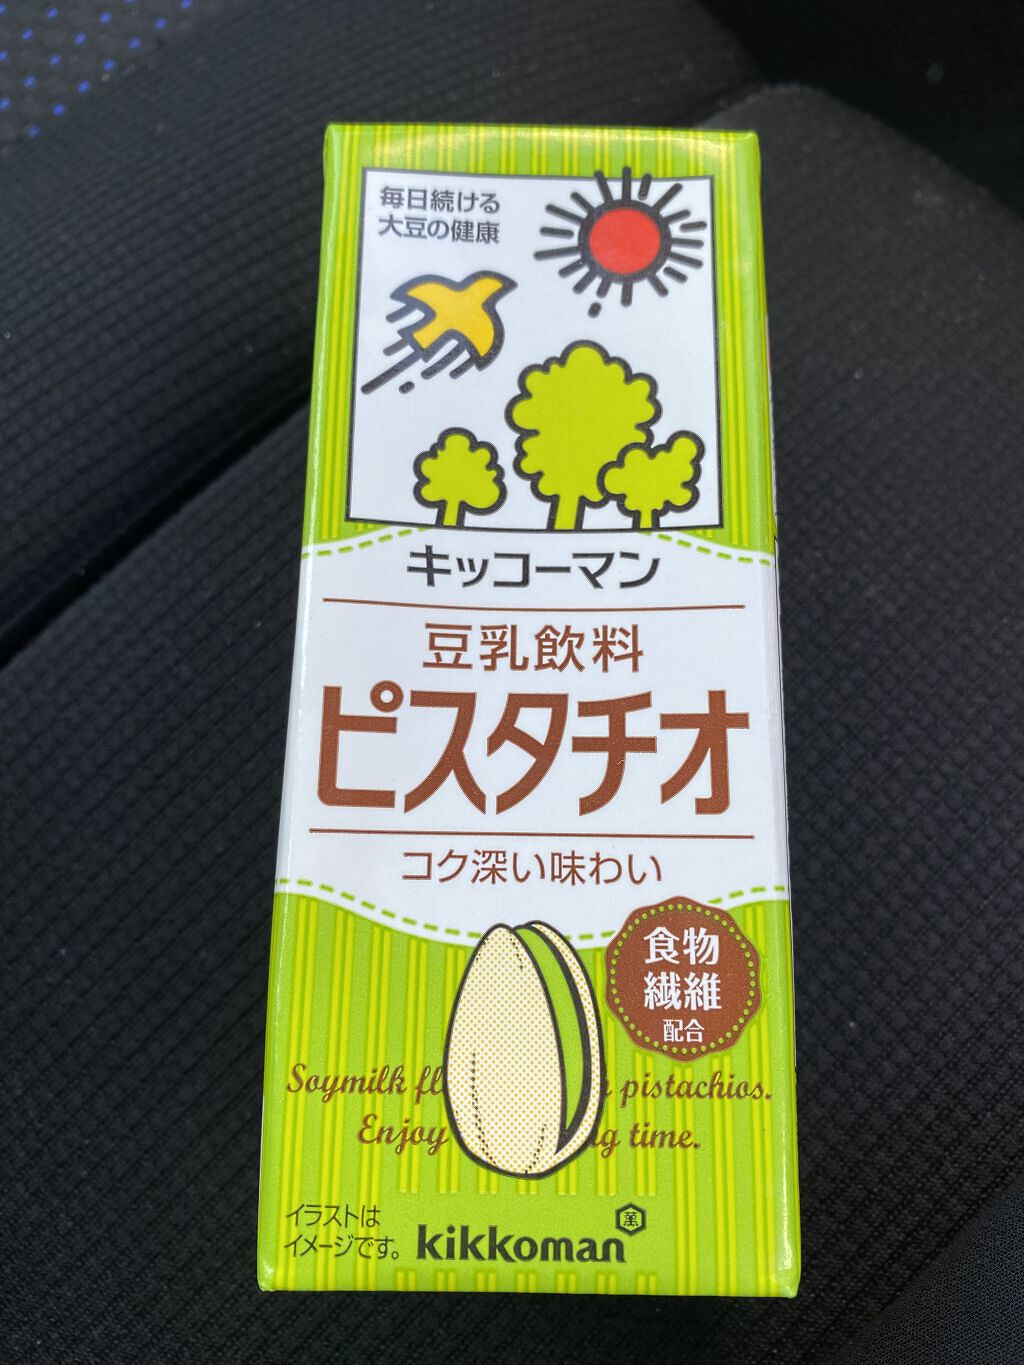 毎日続ける
大豆の健康
キッコーマン
豆乳飲料
ピスタチオ
コク深い味わい
食物
繊維
配合
Soymilk pistachios.
Enjoy time.
イラストは
イメージです。
kikkoman
萬